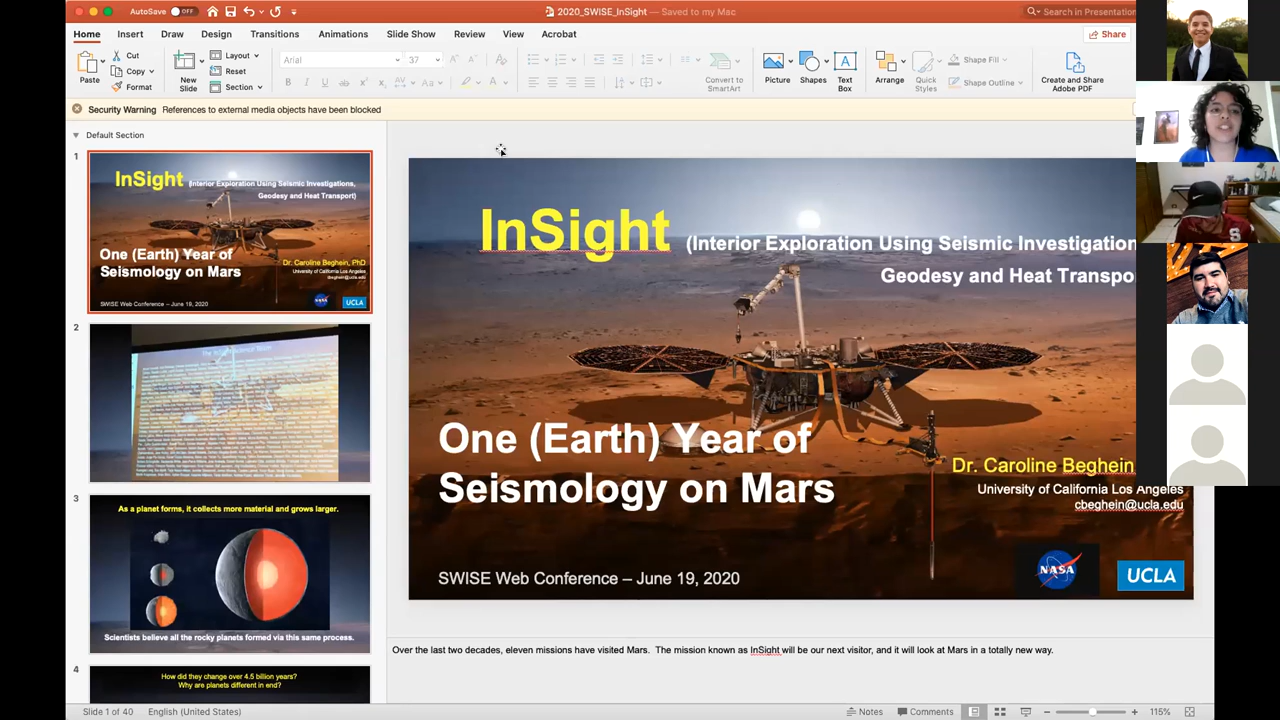 AutoSave OFF
2020_SWISE_InSight — Saved to my Mac
Search in Presentation
Home Insert Draw Design Transitions Animations Slide Show Review View Acrobat
Share
Paste
Cut
Copy
Format
New Slide
Layout
Reset
Section
Arial 37
Convert to SmartArt
Picture
Shapes
Text Box
Arrange
Quick Styles
Shape Fill
Shape Outline
Create and Share Adobe PDF
Security Warning References to external media objects have been blocked
Default Section
1
InSight (Interior Exploration Using Seismic Investigations,
Geodesy and Heat Transport)
One (Earth) Year of
Seismology on Mars
Dr. Caroline Beghein, PhD
University of California Los Angeles
cbeghein@ucla.edu
SWISE Web Conference – June 19, 2020
NASA
UCLA
2
3
As a planet forms, it collects more material and grows larger.
Scientists believe all the rocky planets formed via this same process.
4
How did they change over 4.5 billion years?
Why are planets different in end?
InSight (Interior Exploration Using Seismic Investigation
Geodesy and Heat Transpo
One (Earth) Year of
Seismology on Mars
Dr. Caroline Beghein
University of California Los Angeles
cbeghein@ucla.edu
SWISE Web Conference – June 19, 2020
NASA
UCLA
S
Over the last two decades, eleven missions have visited Mars. The mission known as InSight will be our next visitor, and it will look at Mars in a totally new way.
Slide 1 of 40 English (United States)
Notes Comments 115%